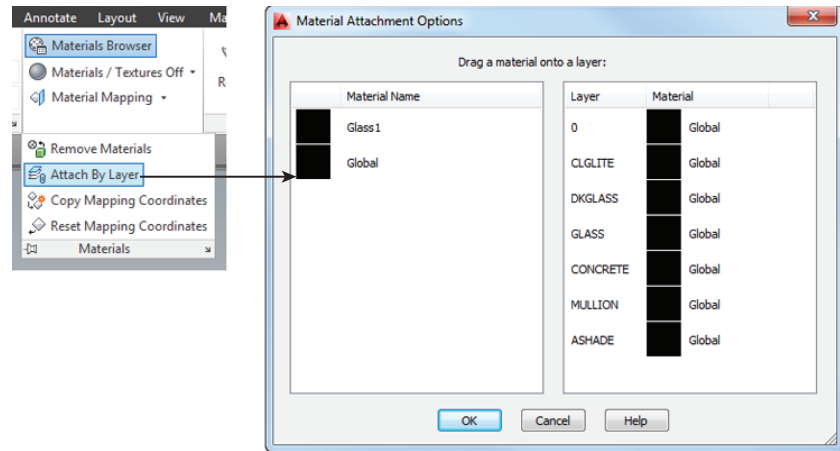 Annotate Layout View Ma
Materials Browser
Materials / Textures Off
Material Mapping
R
Remove Materials
Attach By Layer
Copy Mapping Coordinates
Reset Mapping Coordinates
Materials
Material Attachment Options
Drag a material onto a layer:
Material Name
Glass1
Global
Layer Material
0 Global
CLGLITE Global
DKGLASS Global
GLASS Global
CONCRETE Global
MULLION Global
ASHADE Global
OK Cancel Help